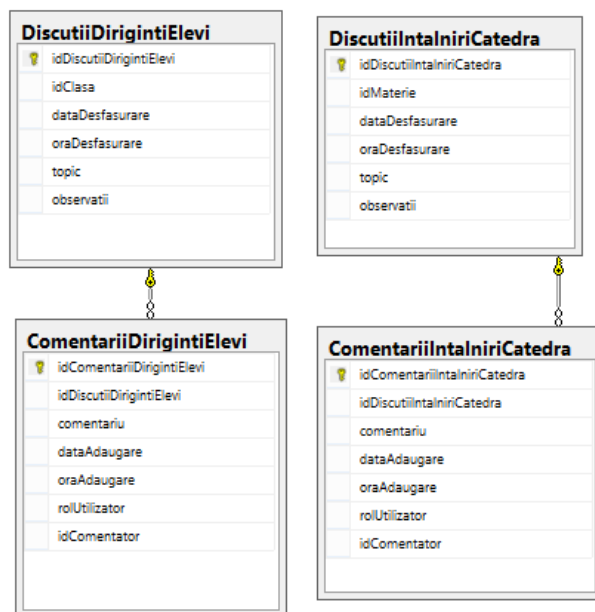 DiscutiiDirigintiElevi
idDiscutiiDirigintiElevi
idClasa
dataDesfasurare
oraDesfasurare
topic
observatii
DiscutiiIntalniriCatedra
idDiscutiiIntalniriCatedra
idMaterie
dataDesfasurare
oraDesfasurare
topic
observatii
ComentariiDirigintiElevi
idComentariiDirigintiElevi
idDiscutiiDirigintiElevi
comentariu
dataAdaugare
oraAdaugare
rolUtilizator
idComentator
ComentariiIntalniriCatedra
idComentariiIntalniriCatedra
idDiscutiiIntalniriCatedra
comentariu
dataAdaugare
oraAdaugare
rolUtilizator
idComentator